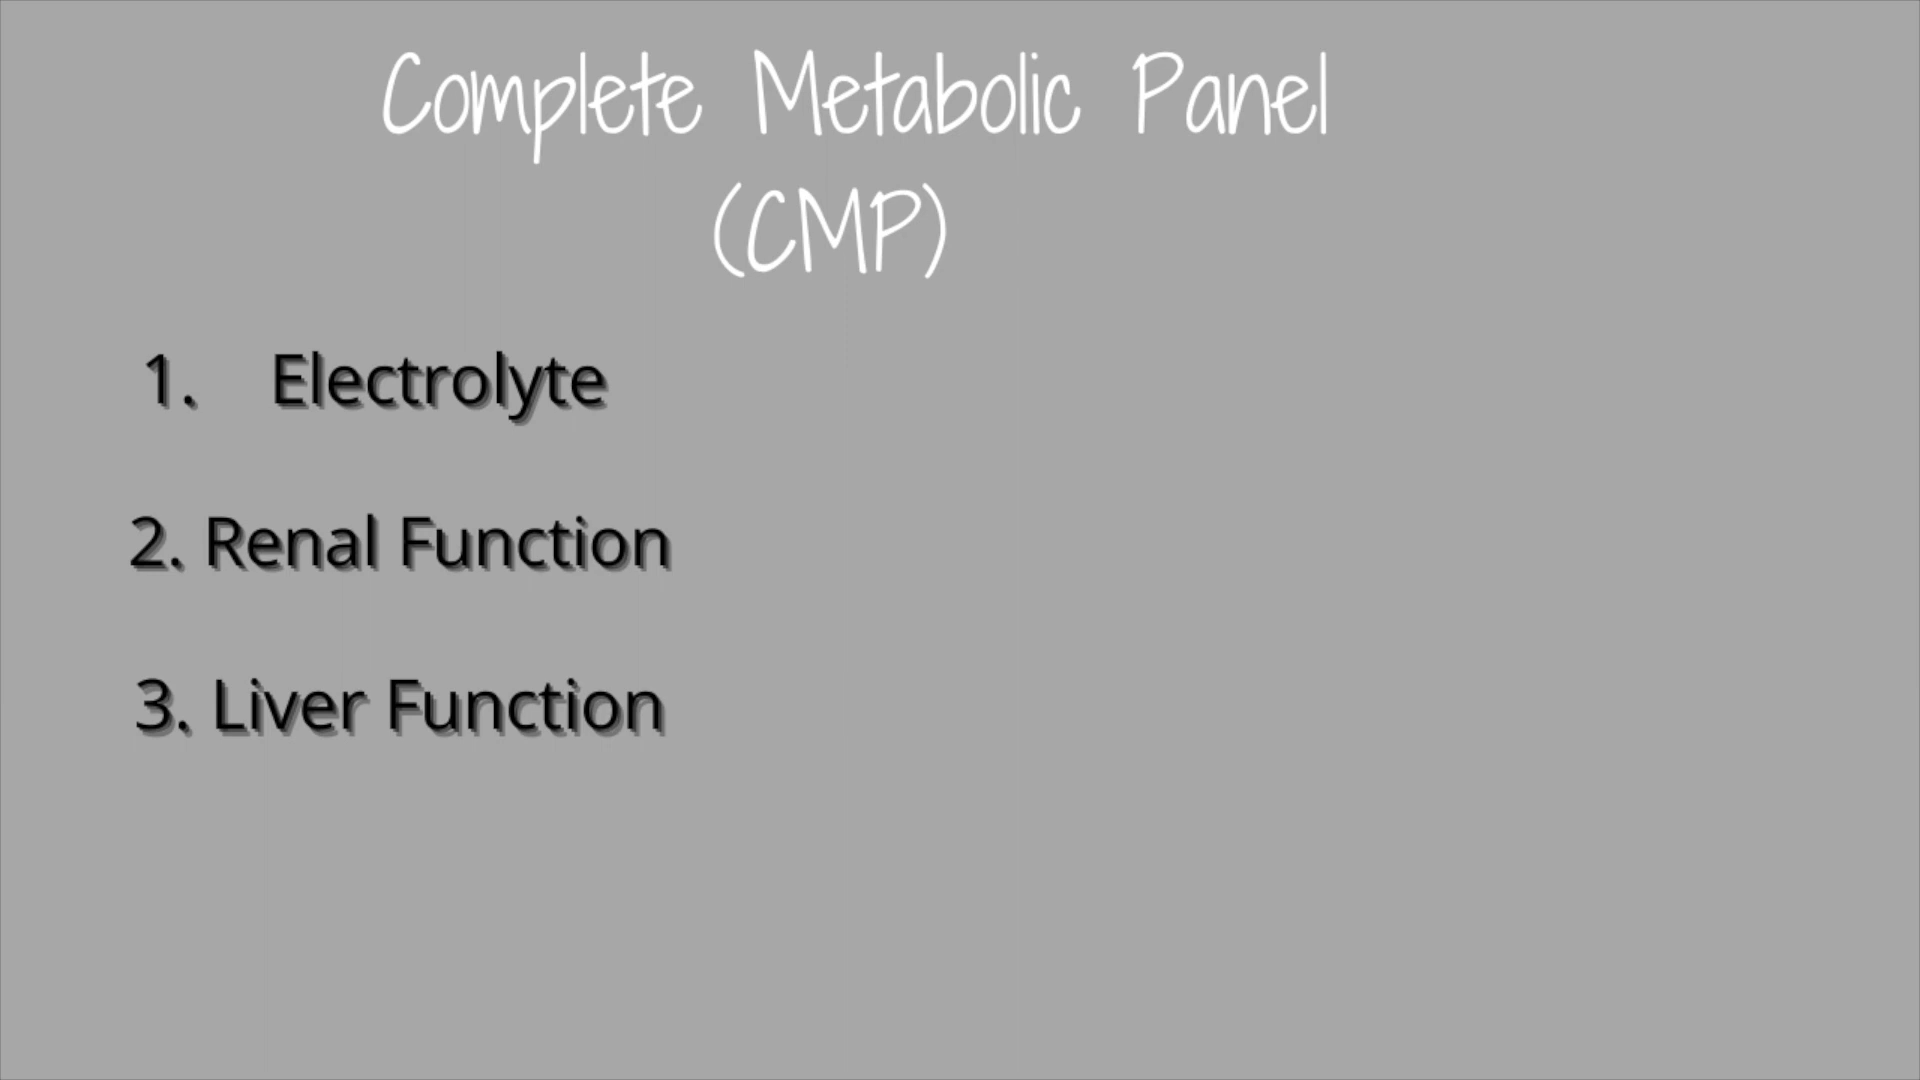 Complete Metabolic Panel
(CMP)
1. Electrolyte
2. Renal Function
3. Liver Function